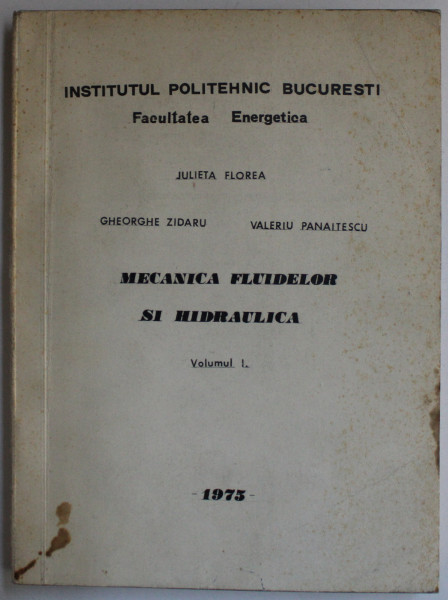 INSTITUTUL POLITEHNIC BUCURESTI
Facultatea Energetica
JULIETA FLOREA
GHEORGHE ZIDARU VALERIU PANAITESCU
MECANICA FLUIDELOR
SI HIDRAULICA
Volumul I.
- 1975 -